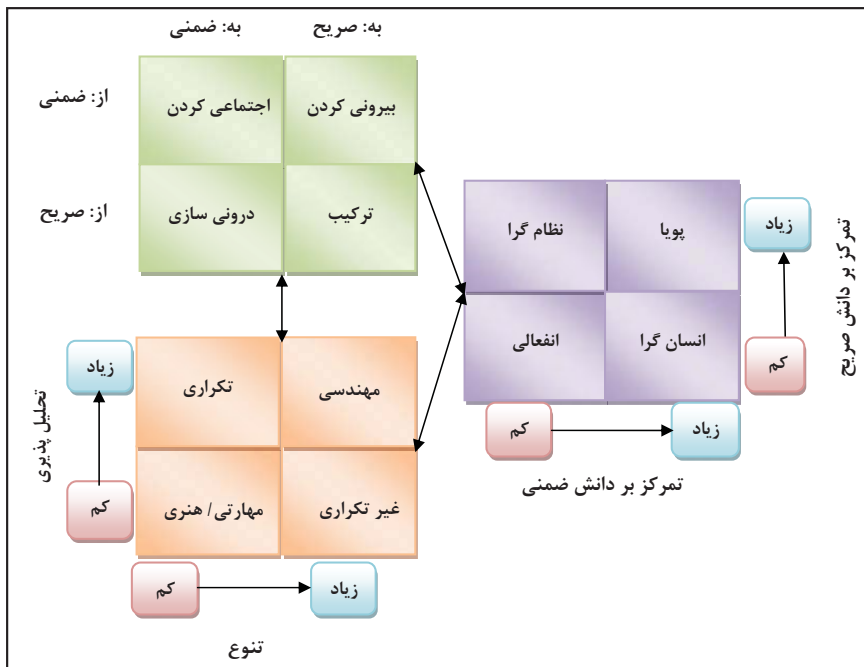 به: صریح
به: ضمنی
از: ضمنی
بیرونی کردن
اجتماعی کردن
از: صریح
ترکیب
درونی سازی
تمرکز بر دانش صریح
زیاد
کم
پویا
نظام گرا
انسان گرا
انفعالی
کم
زیاد
تمرکز بر دانش ضمنی
تحلیل پذیری
زیاد
کم
مهندسی
تکراری
غیر تکراری
مهارتی/ هنری
کم
زیاد
تنوع